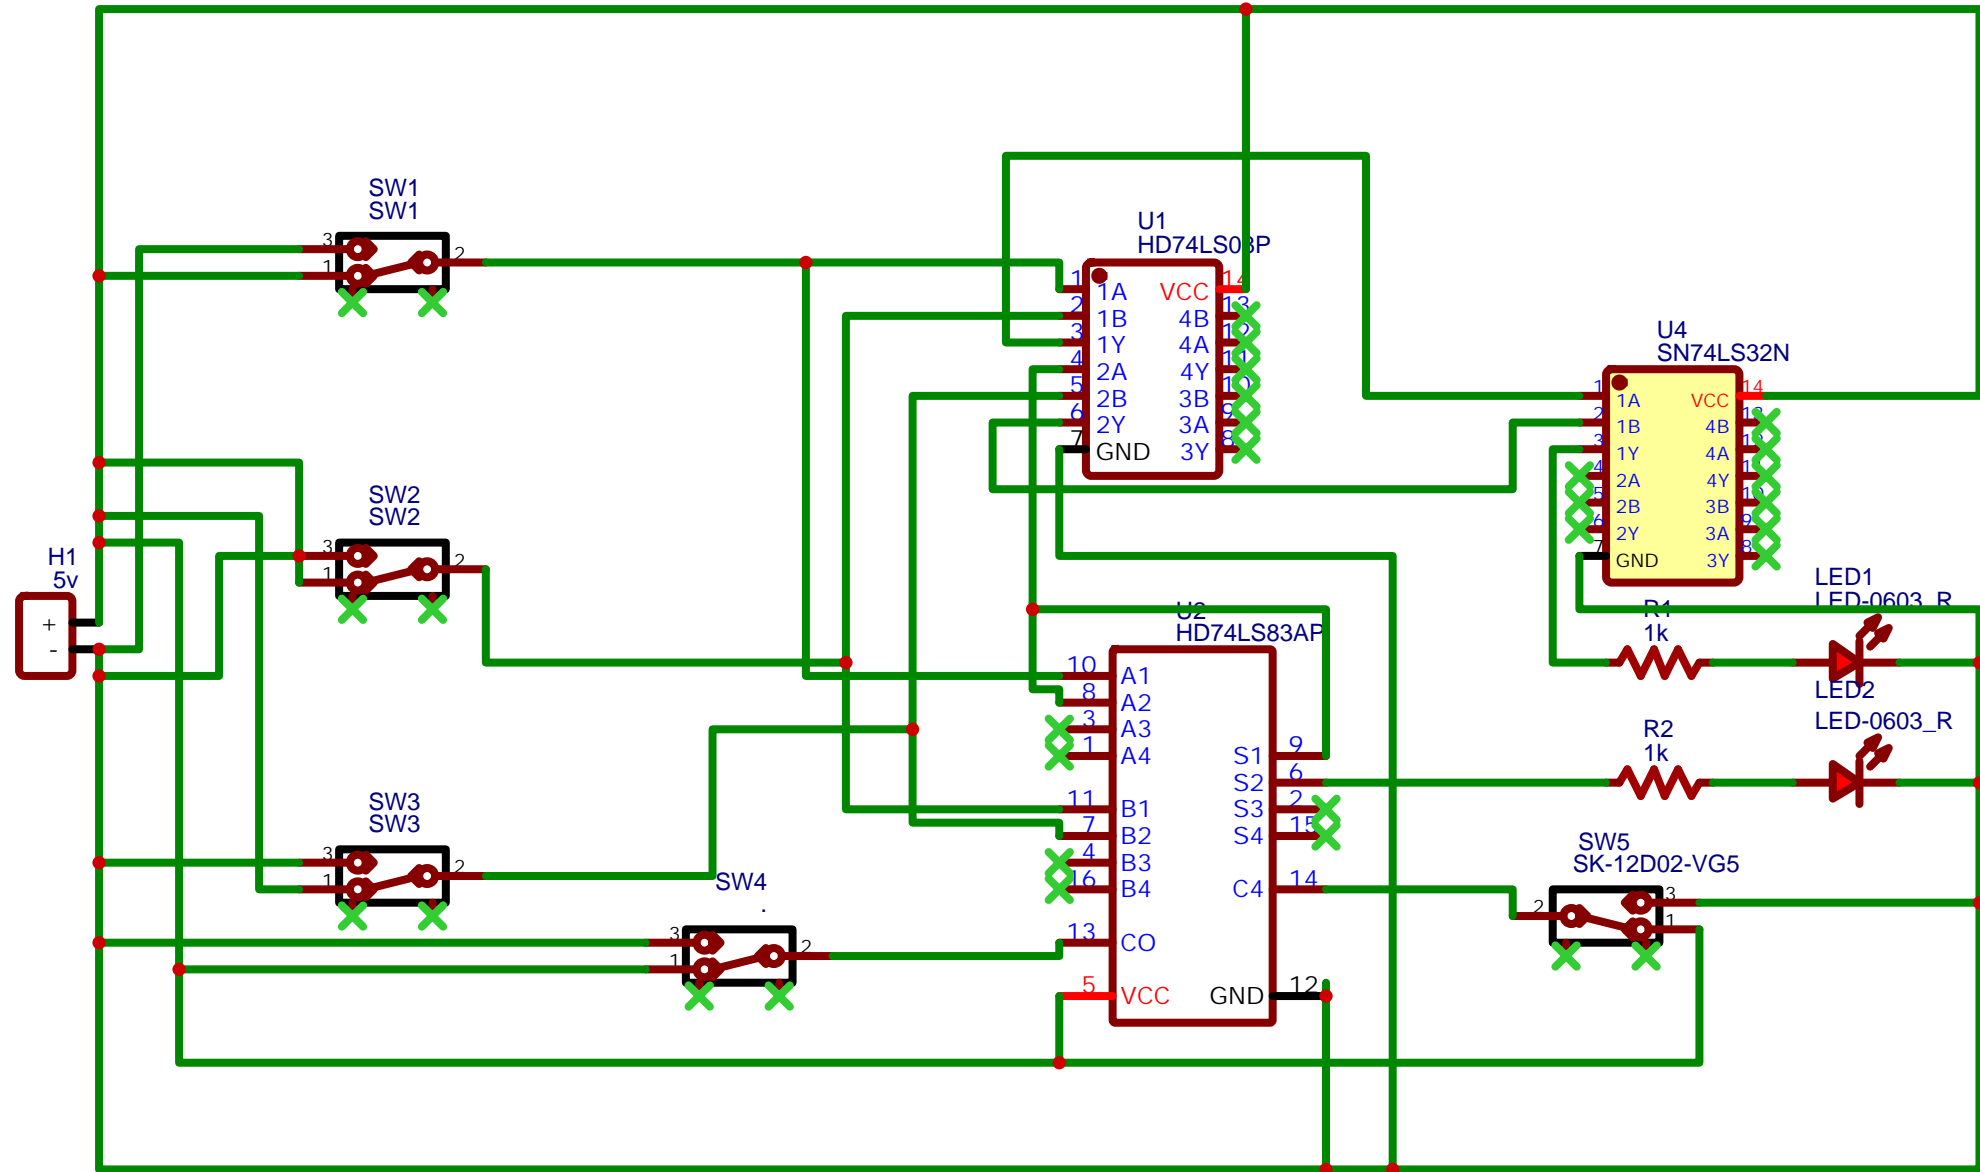 SW1
SW1
3
1
2
SW2
SW2
3
1
2
H1
5v
+
-
SW3
SW3
3
1
2
SW4
.
3
1
2
U1
1
1A
2
1B
3
1Y
4
2A
5
2B
6
2Y
7
GND
VCC
4B
4A
4Y
3B
3A
3Y
U2
HD74LS83AP
10
A1
8
A2
3
A3
1
A4
11
B1
7
B2
4
B3
16
B4
13
CO
5
VCC
S1
9
S2
6
S3
2
S4
15
C4
14
GND
12
U4
SN74LS32N
1
1A
2
1B
3
1Y
4
2A
5
2B
6
2Y
7
GND
VCC
14
4B
4A
4Y
3B
3A
9
3Y
8
LED1
LED-0603_R
R1
1k
LED2
LED-0603_R
R2
1k
SW5
SK-12D02-VG5
2
3
1